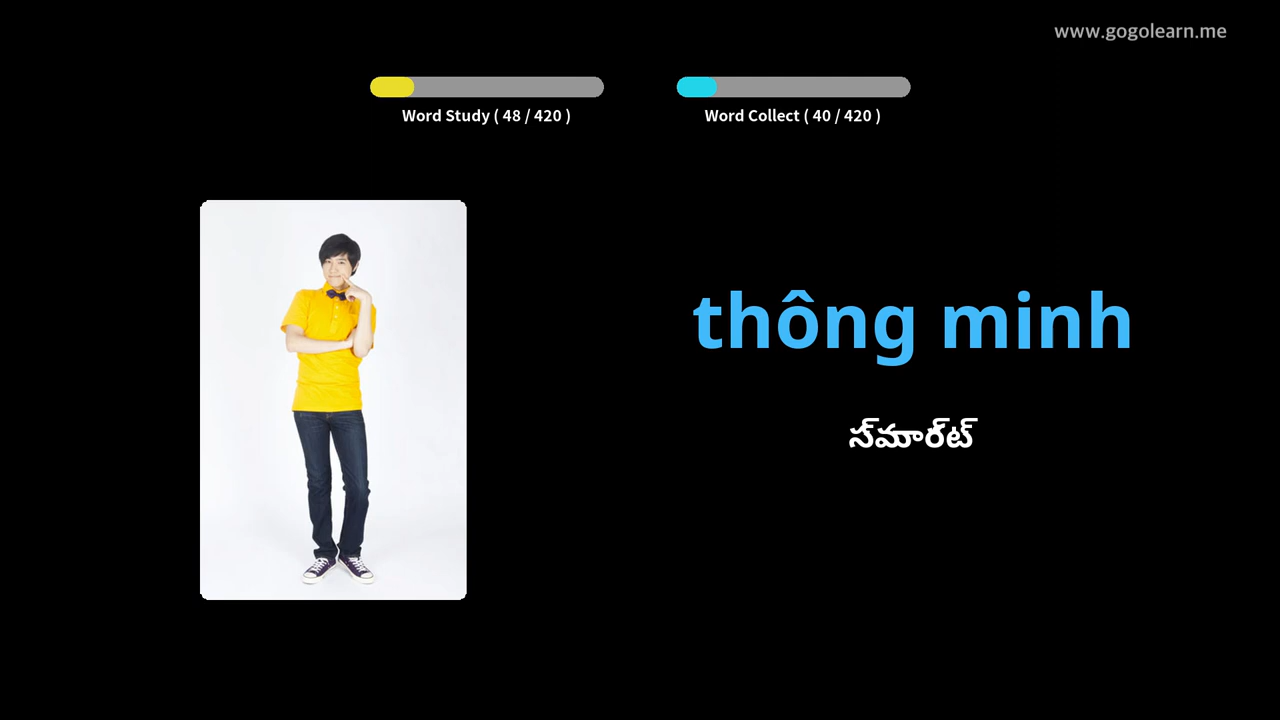 www.gogolearn.me
Word Study ( 48 / 420 )
Word Collect ( 40 / 420 )
thông minh
స్మార్ట్